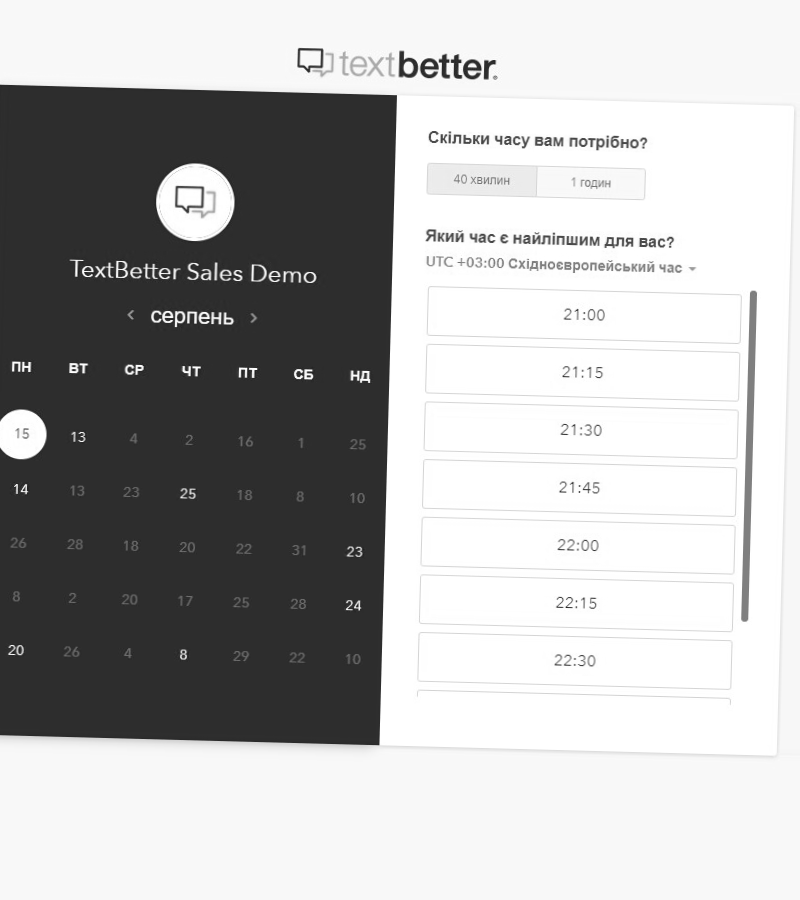 textbetter.
TextBetter Sales Demo
серпень
ПН ВТ СР ЧТ ПТ СБ НД
15 13 4 2 16 1 25
14 13 23 25 18 8 10
26 28 18 20 22 31 23
8 2 20 17 25 28 24
20 26 4 8 29 22 10
Скільки часу вам потрібно?
40 хвилин 1 годин
Який час є найліпшим для вас?
UTC +03:00 Східноєвропейський час
21:00
21:15
21:30
21:45
22:00
22:15
22:30